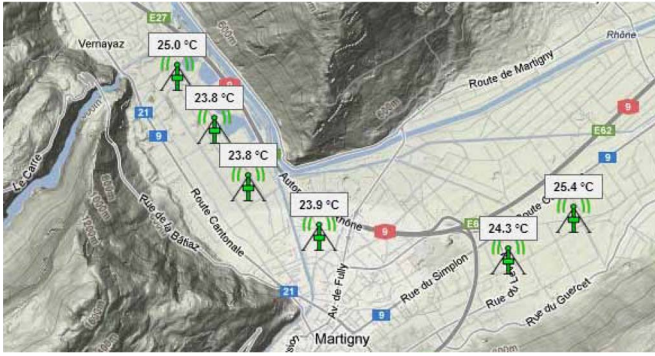 E27
Vernayaz
25.0 °C
Rhône
Route de Martigny
9
23.8 °C
9
21
E62
9
9
Le Catre
23.8 °C
25.4 °C
Rue de la Bâtiaz
Route Cantonale
23.9 °C
Rhône
9
24.3 °C
Av. de Fully
Rue du Simplon
Rue du Guercet
21
9
Martigny